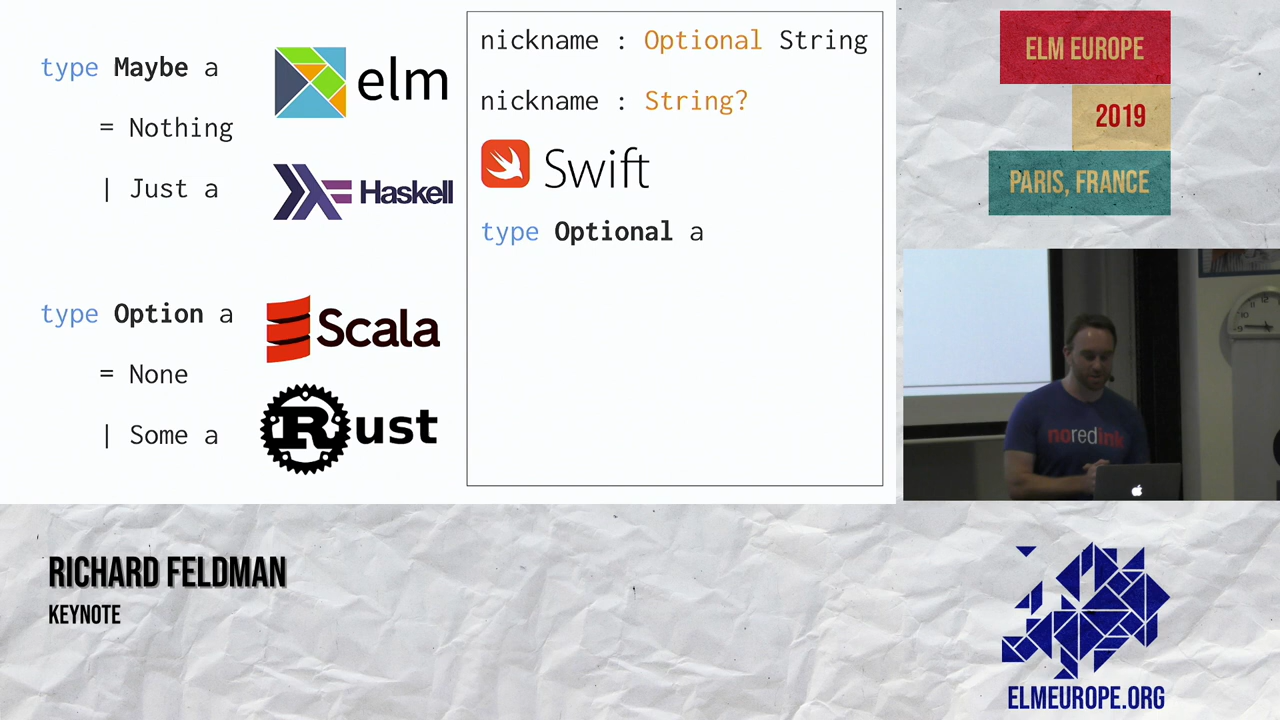 type Maybe a
= Nothing
| Just a
elm
Haskell
type Option a
= None
| Some a
Scala
Rust
nickname : Optional String
nickname : String?
Swift
type Optional a
ELM EUROPE
2019
PARIS, FRANCE
noredink
RICHARD FELDMAN
KEYNOTE
ELMEUROPE.ORG